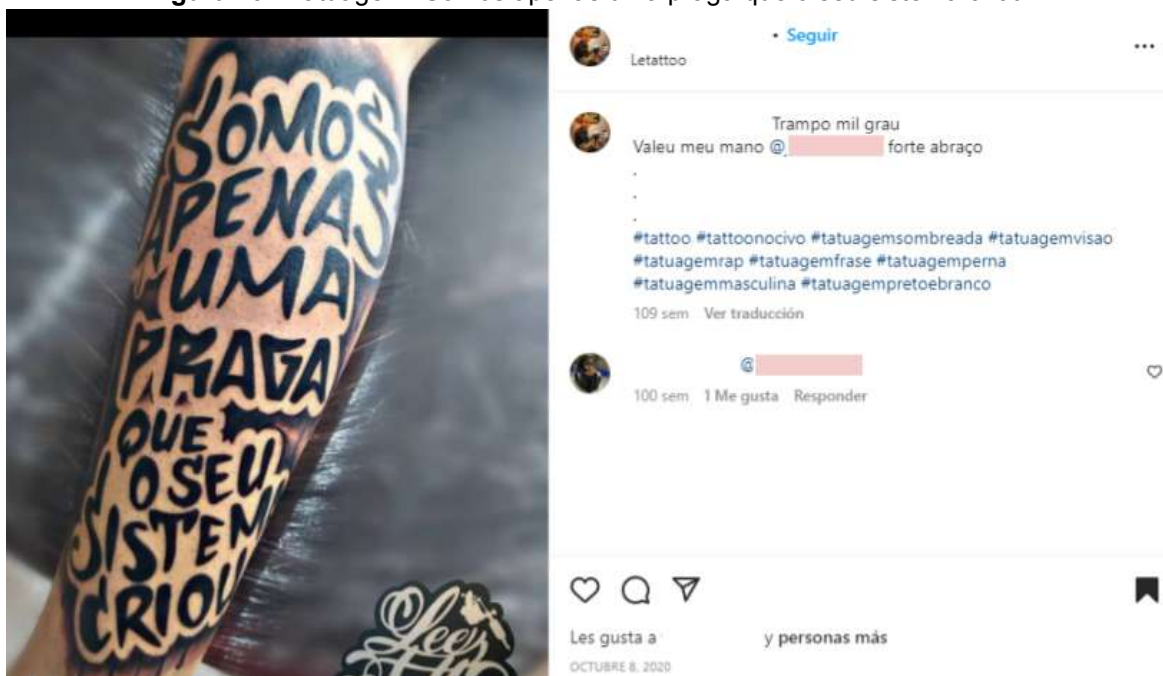 SOMOS
APENAS
UMA
PRAGA
QUE
O SEU
SISTEMA
CRIOU
Seguir
Letattoo
Trampo mil grau
Valeu meu mano @ forte abraço
.
.
.
#tattoo #tattoonocivo #tatuagemsombreada #tatuagemvisao
#tatuagemrap #tatuagemfrase #tatuagemperna
#tatuagemmasculina #tatuagempretoebranco
109 sem Ver traducción
@
100 sem 1 Me gusta Responder
Les gusta a y personas más
OCTUBRE 8, 2020